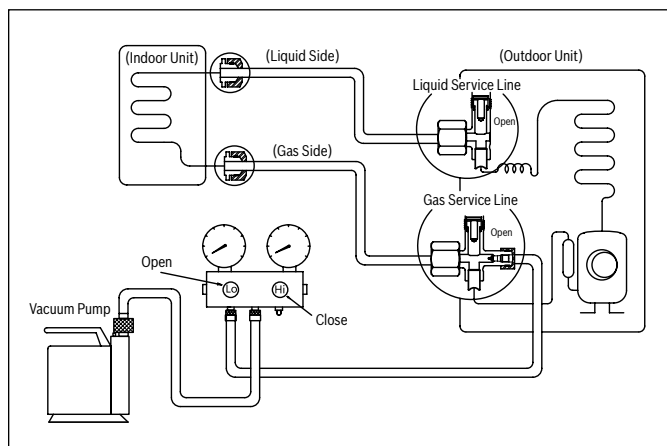 (Indoor Unit)
(Liquid Side)
(Outdoor Unit)
Liquid Service Line
Open
(Gas Side)
Gas Service Line
Open
Open
Lo
Hi
Close
Vacuum Pump